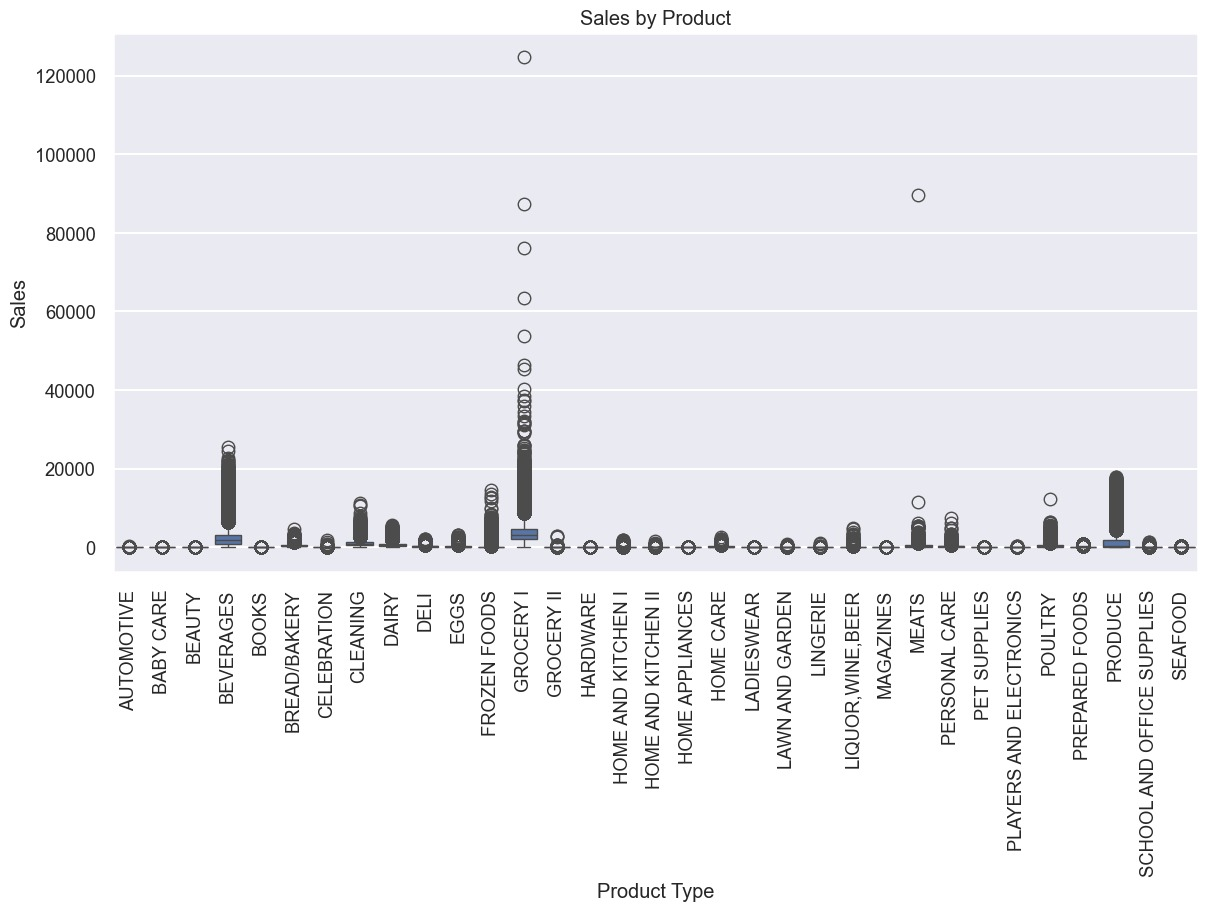 Sales by Product
120000
100000
80000
60000
40000
20000
0
Sales
AUTOMOTIVE
BABY CARE
BEAUTY
BEVERAGES
BOOKS
BREAD/BAKERY
CELEBRATION
CLEANING
DAIRY
DELI
EGGS
FROZEN FOODS
GROCERY I
GROCERY II
HARDWARE
HOME AND KITCHEN I
HOME AND KITCHEN II
HOME APPLIANCES
HOME CARE
LADIESWEAR
LAWN AND GARDEN
LINGERIE
LIQUOR,WINE,BEER
MAGAZINES
MEATS
PERSONAL CARE
PET SUPPLIES
PLAYERS AND ELECTRONICS
POULTRY
PREPARED FOODS
PRODUCE
SCHOOL AND OFFICE SUPPLIES
SEAFOOD
Product Type